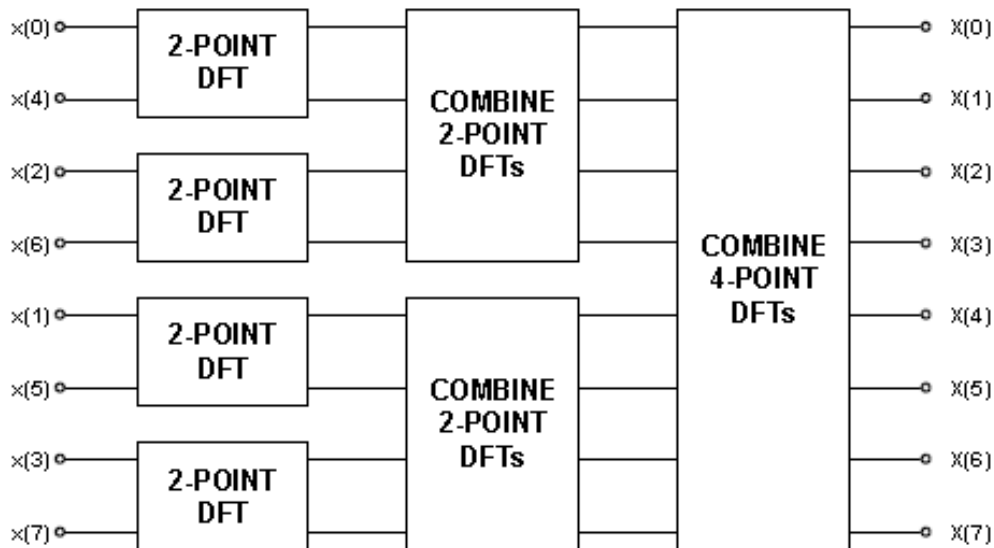 x(0)
x(4)
x(2)
x(6)
x(1)
x(5)
x(3)
x(7)
2-POINT
DFT
2-POINT
DFT
2-POINT
DFT
2-POINT
DFT
COMBINE
2-POINT
DFTs
COMBINE
2-POINT
DFTs
COMBINE
4-POINT
DFTs
X(0)
X(1)
X(2)
X(3)
X(4)
X(5)
X(6)
X(7)